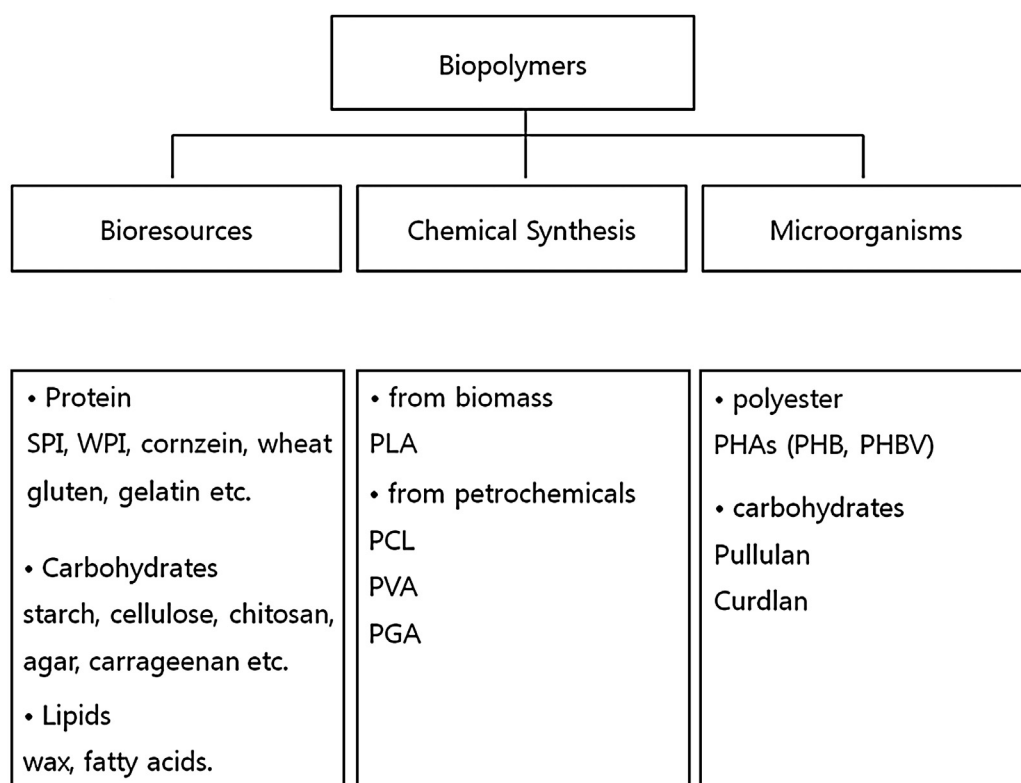 Biopolymers
Bioresources
Chemical Synthesis
Microorganisms
• Protein
SPI, WPI, cornzein, wheat
gluten, gelatin etc.
• Carbohydrates
starch, cellulose, chitosan,
agar, carrageenan etc.
• Lipids
wax, fatty acids.
• from biomass
PLA
• from petrochemicals
PCL
PVA
PGA
• polyester
PHAs (PHB, PHBV)
• carbohydrates
Pullulan
Curdlan